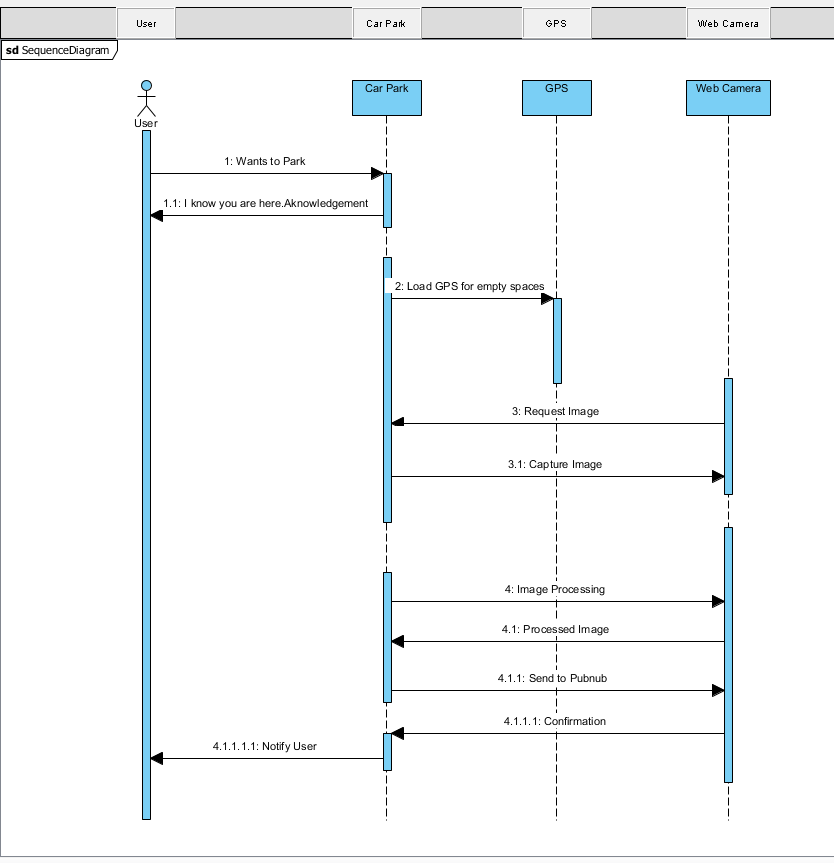 User
Car Park
GPS
Web Camera
sd SequenceDiagram
Car Park
GPS
Web Camera
User
1: Wants to Park
1.1: I know you are here.Aknowledgement
2: Load GPS for empty spaces
3: Request Image
3.1: Capture Image
4: Image Processing
4.1: Processed Image
4.1.1: Send to Pubnub
4.1.1.1: Confirmation
4.1.1.1.1: Notify User